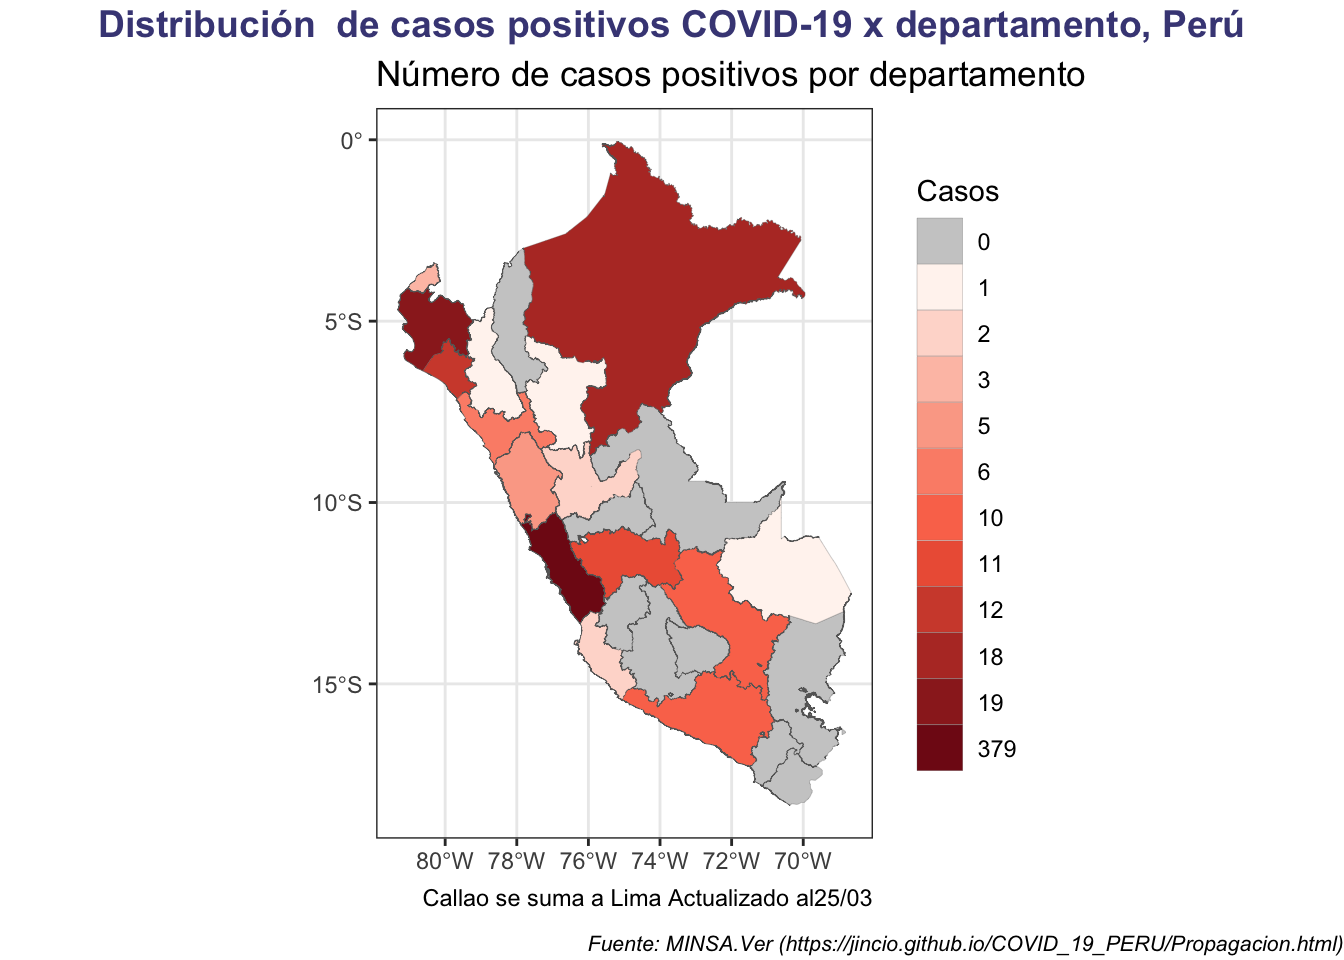 Distribución  de casos positivos COVID-19 x departamento, Perú
Número de casos positivos por departamento
0°
5°S
10°S
15°S
80°W 78°W 76°W 74°W 72°W 70°W
Casos
0
1
2
3
5
6
10
11
12
18
19
379
Callao se suma a Lima Actualizado al25/03
Fuente: MINSA.Ver (https://jincio.github.io/COVID_19_PERU/Propagacion.html)